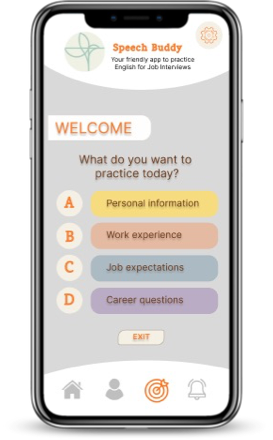 Speech Buddy
Your friendly app to practice
English for Job Interviews
WELCOME
What do you want to
practice today?
A Personal information
B Work experience
C Job expectations
D Career questions
EXIT